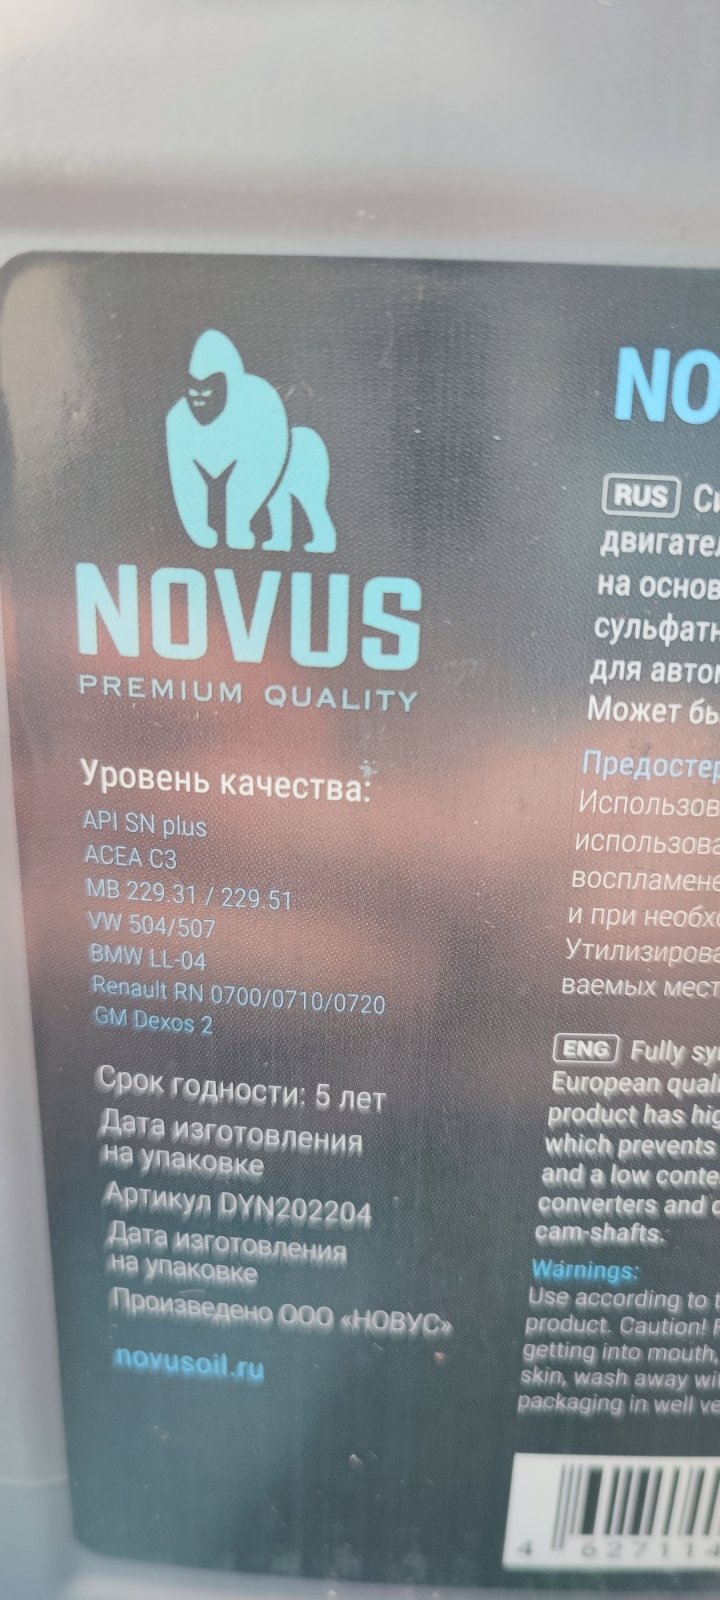 NOVUS
PREMIUM QUALITY
Уровень качества:
API SN plus
ACEA C3
MB 229.31 / 229.51
VW 504/507
BMW LL-04
Renault RN 0700/0710/0720
GM Dexos 2
Срок годности: 5 лет
Дата изготовления
на упаковке
Артикул DYN202204
Дата изготовления
на упаковке
Произведено ООО «НОВУС»
novusoil.ru
NO
RUS
двигател
на основ
сульфатн
для авто
Может бы
Предостер
Использов
использова
воспламене
и при необхо
Утилизирова
ваемых мест
ENG Fully sy
European quali
product has hig
which prevents
and a low conte
converters and
cam-shafts.
Warnings:
Use according to t
product. Caution!
getting into mouth,
skin, wash away wi
packaging in well ve
4 627114